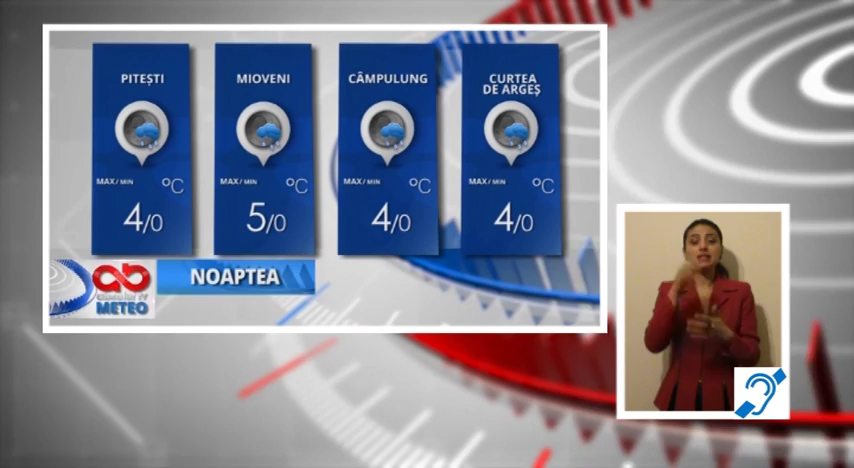 PITEȘTI
MAX/ MIN
°C
4/0
MIOVENI
MAX/ MIN
°C
5/0
CÂMPULUNG
MAX/ MIN
°C
4/0
CURTEA
DE ARGEȘ
MAX/ MIN
°C
4/0
METEO
NOAPTEA